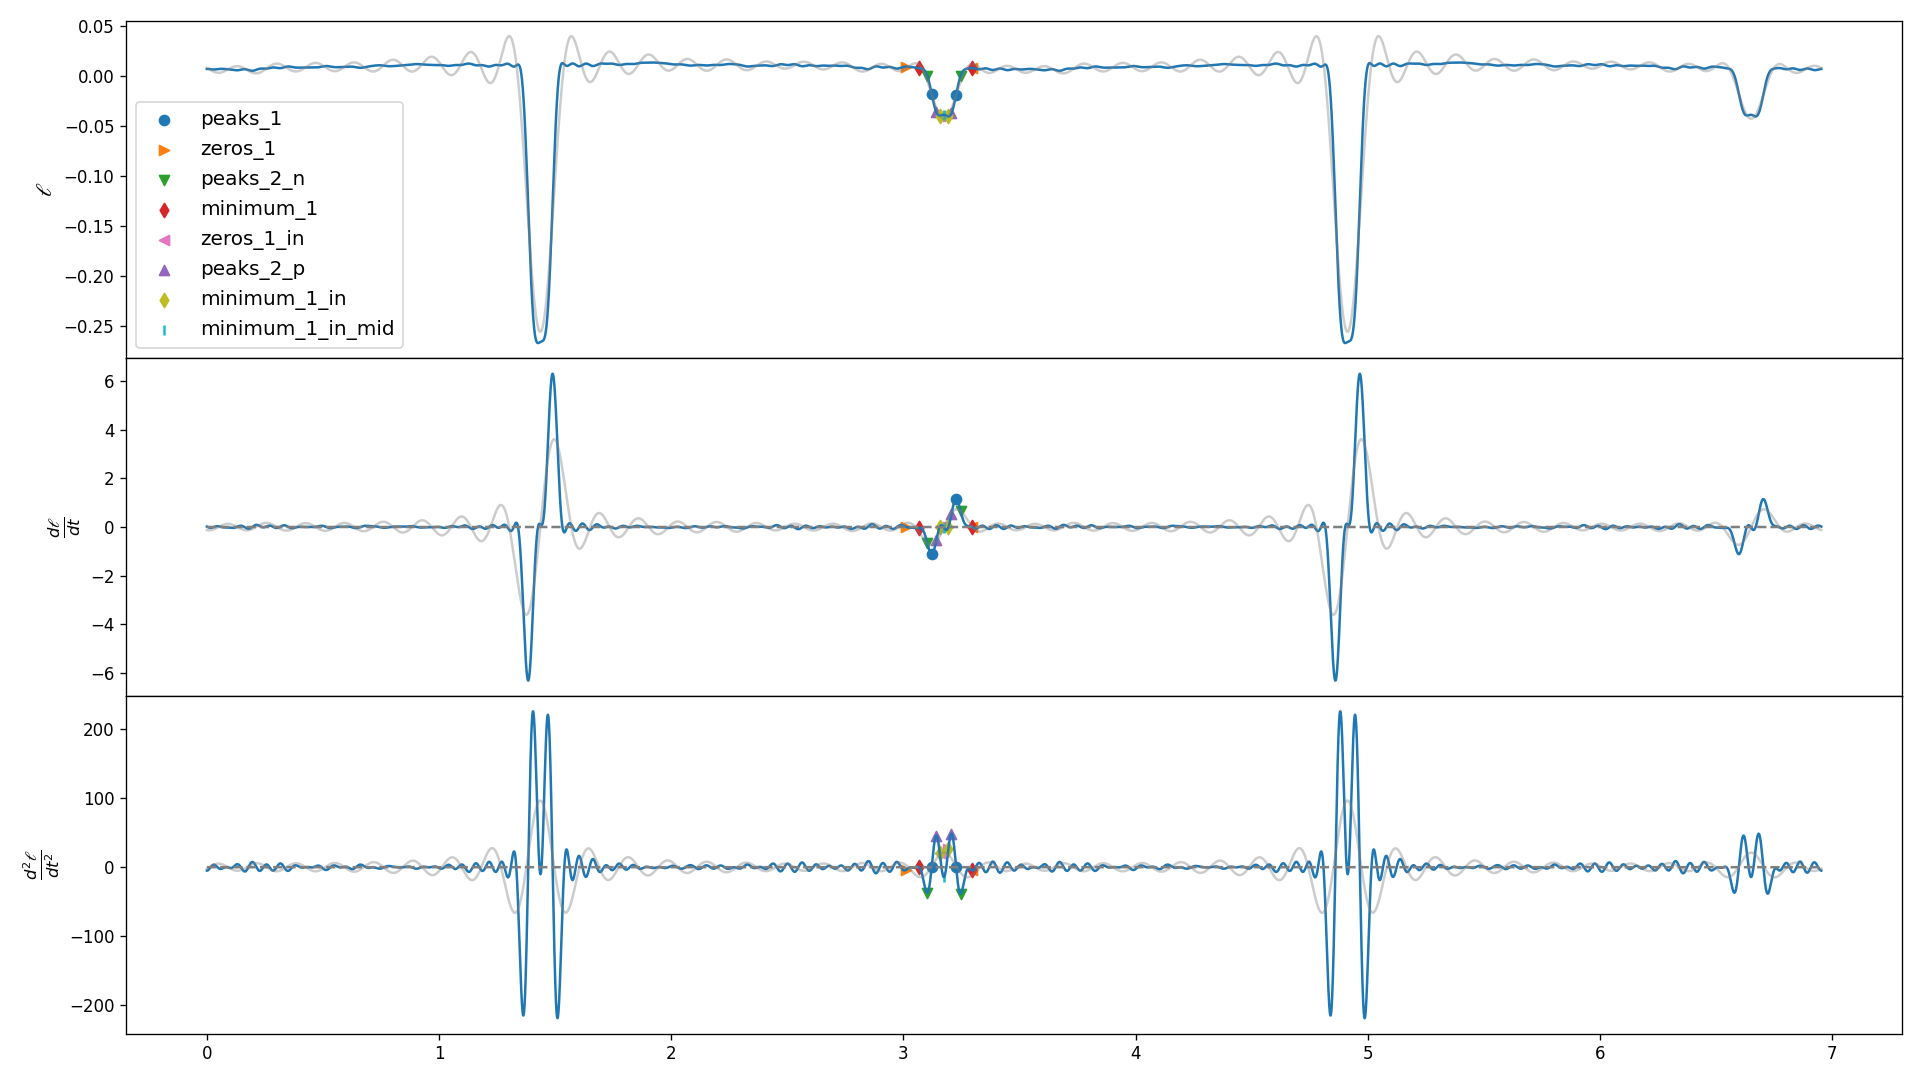 0.05
0.00
−0.05
−0.10
−0.15
−0.20
−0.25
ℓ
peaks_1
zeros_1
peaks_2_n
minimum_1
zeros_1_in
peaks_2_p
minimum_1_in
minimum_1_in_mid
6
4
2
0
−2
−4
−6
dℓ
dt
200
100
0
−100
−200
d²ℓ
dt²
0 1 2 3 4 5 6 7